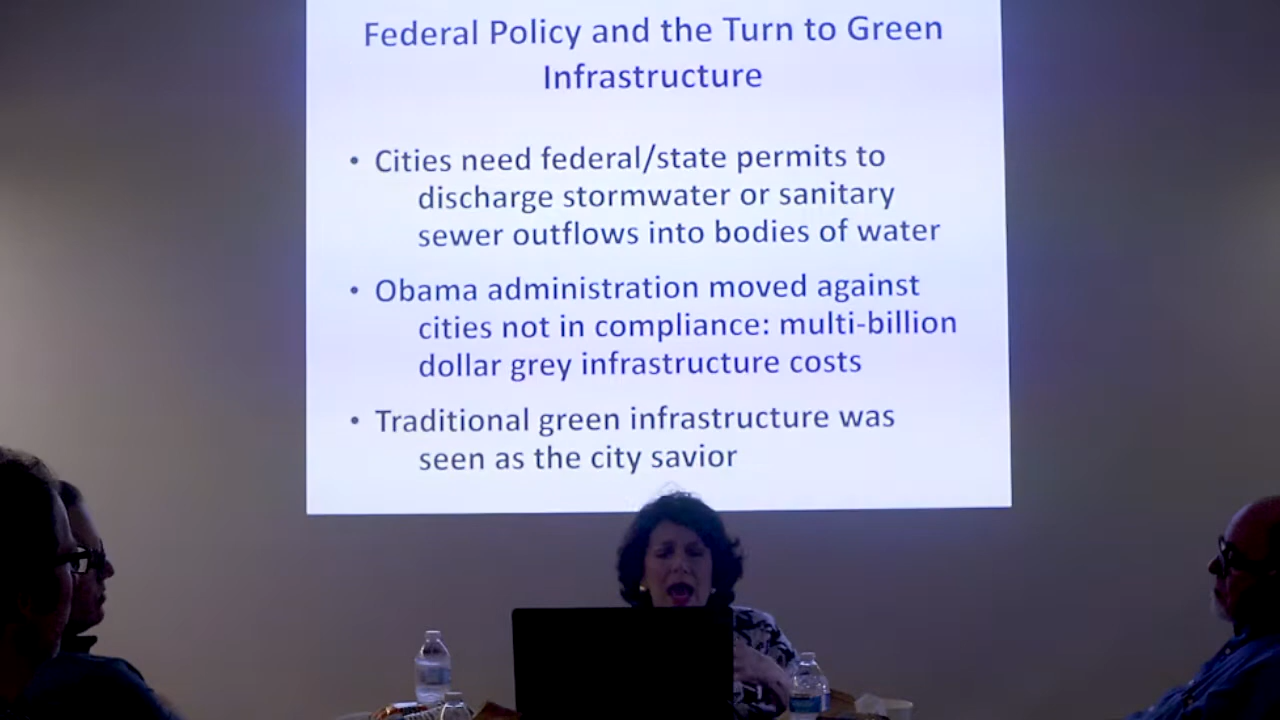 Federal Policy and the Turn to Green
Infrastructure
• Cities need federal/state permits to
discharge stormwater or sanitary
sewer outflows into bodies of water
• Obama administration moved against
cities not in compliance: multi-billion
dollar grey infrastructure costs
• Traditional green infrastructure was
seen as the city savior